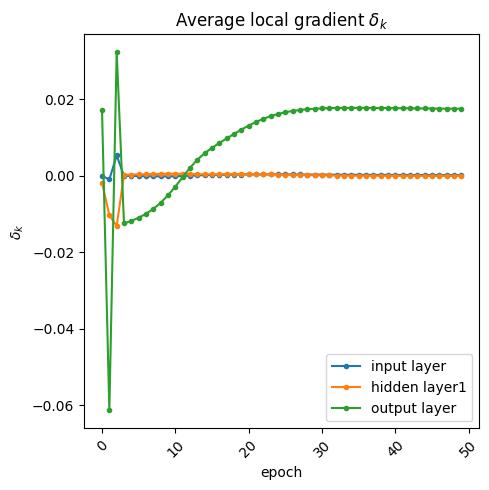 Average local gradient δₖ
δₖ
0.02
0.00
−0.02
−0.04
−0.06
0
10
20
30
40
50
epoch
input layer
hidden layer1
output layer